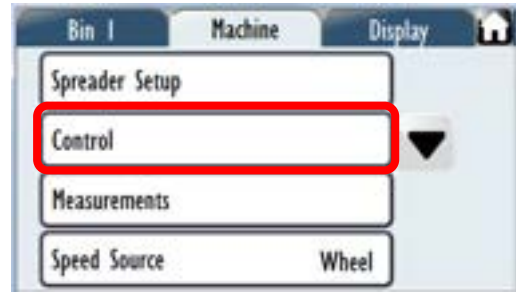 Bin 1 Machine Display
Spreader Setup
Control
Measurements
Speed Source Wheel